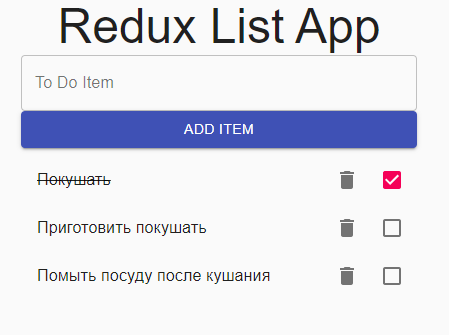 Redux List App
To Do Item
ADD ITEM
Покушать
Приготовить покушать
Помыть посуду после кушания